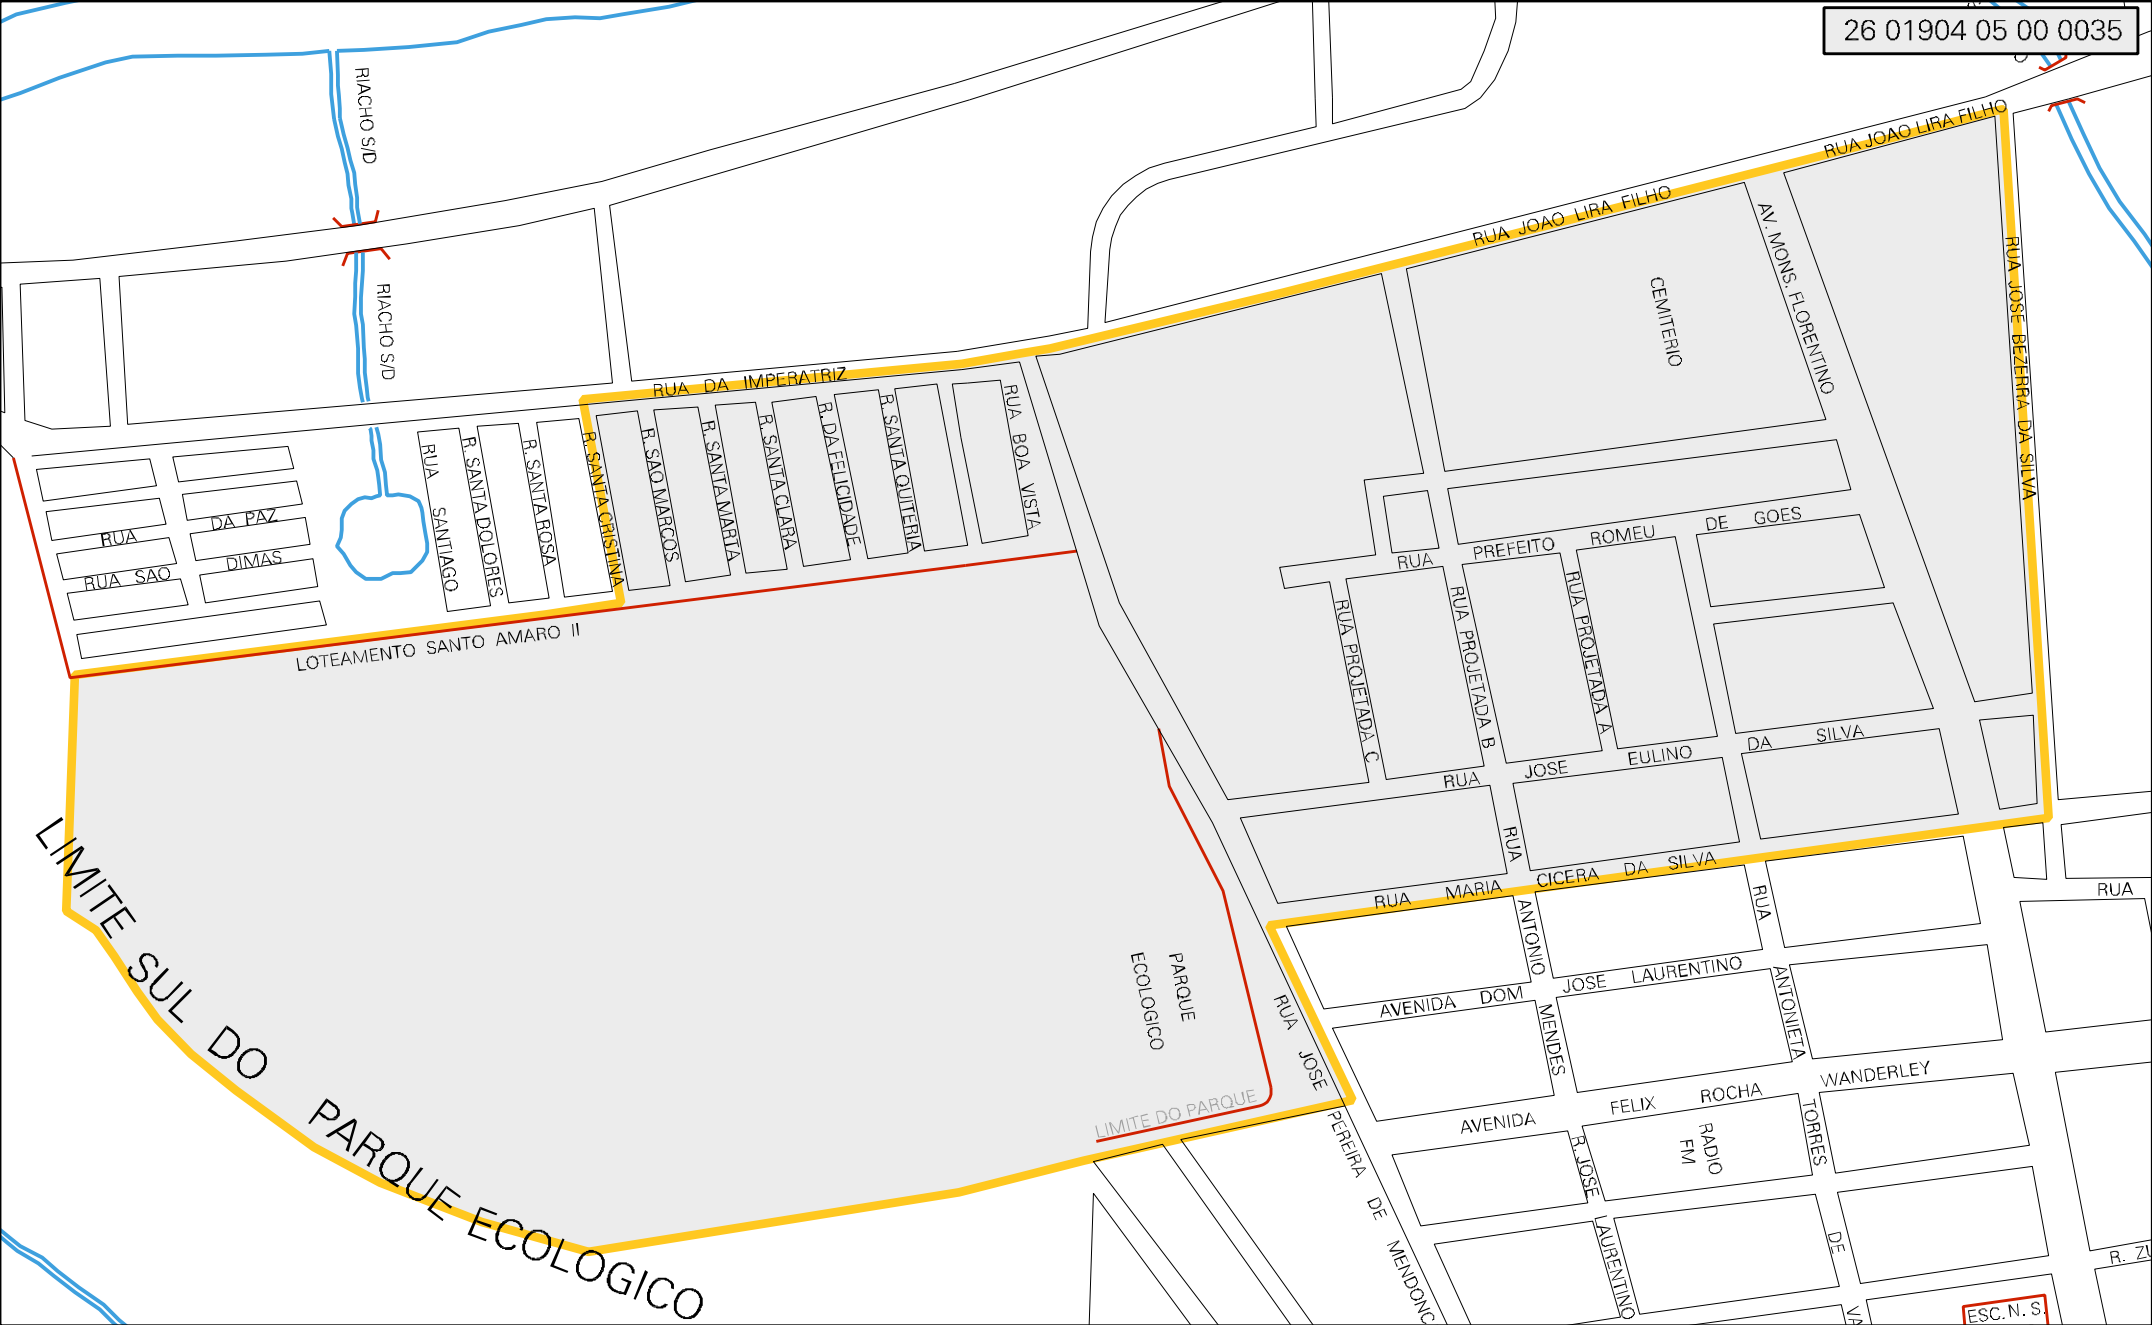 26 01904 05 00 0035
RIACHO S/D
RIACHO S/D
RUA JOAO LIRA FILHO
RUA JOAO LIRA FILHO
AV. MONS. FLORENTINO
CEMITERIO
RUA JOSE BEZERRA DA SILVA
RUA DA IMPERATRIZ
RUA BOA VISTA
R. SANTA QUITERIA
R. DA FELICIDADE
R. SANTA CLARA
R. SANTA MARTA
R. SAO MARCOS
R. SANTA CRISTINA
R. SANTA ROSA
R. SANTA DOLORES
RUA SANTIAGO
RUA DA PAZ
RUA SAO DIMAS
LOTEAMENTO SANTO AMARO II
RUA PREFEITO ROMEU DE GOES
RUA PROJETADA C
RUA PROJETADA B
RUA PROJETADA A
RUA JOSE EULINO DA SILVA
RUA MARIA CICERA DA SILVA
RUA ANTONIO MENDES
RUA ANTONIETA TORRES DE VA
RUA
AVENIDA DOM JOSE LAURENTINO
AVENIDA FELIX ROCHA WANDERLEY
RADIO
FM
R. JOSE LAURENTINO
RUA JOSE PEREIRA DE MENDONC
PARQUE
ECOLOGICO
LIMITE DO PARQUE
LIMITE SUL DO PARQUE ECOLOGICO
R. ZU
ESC. N. S.